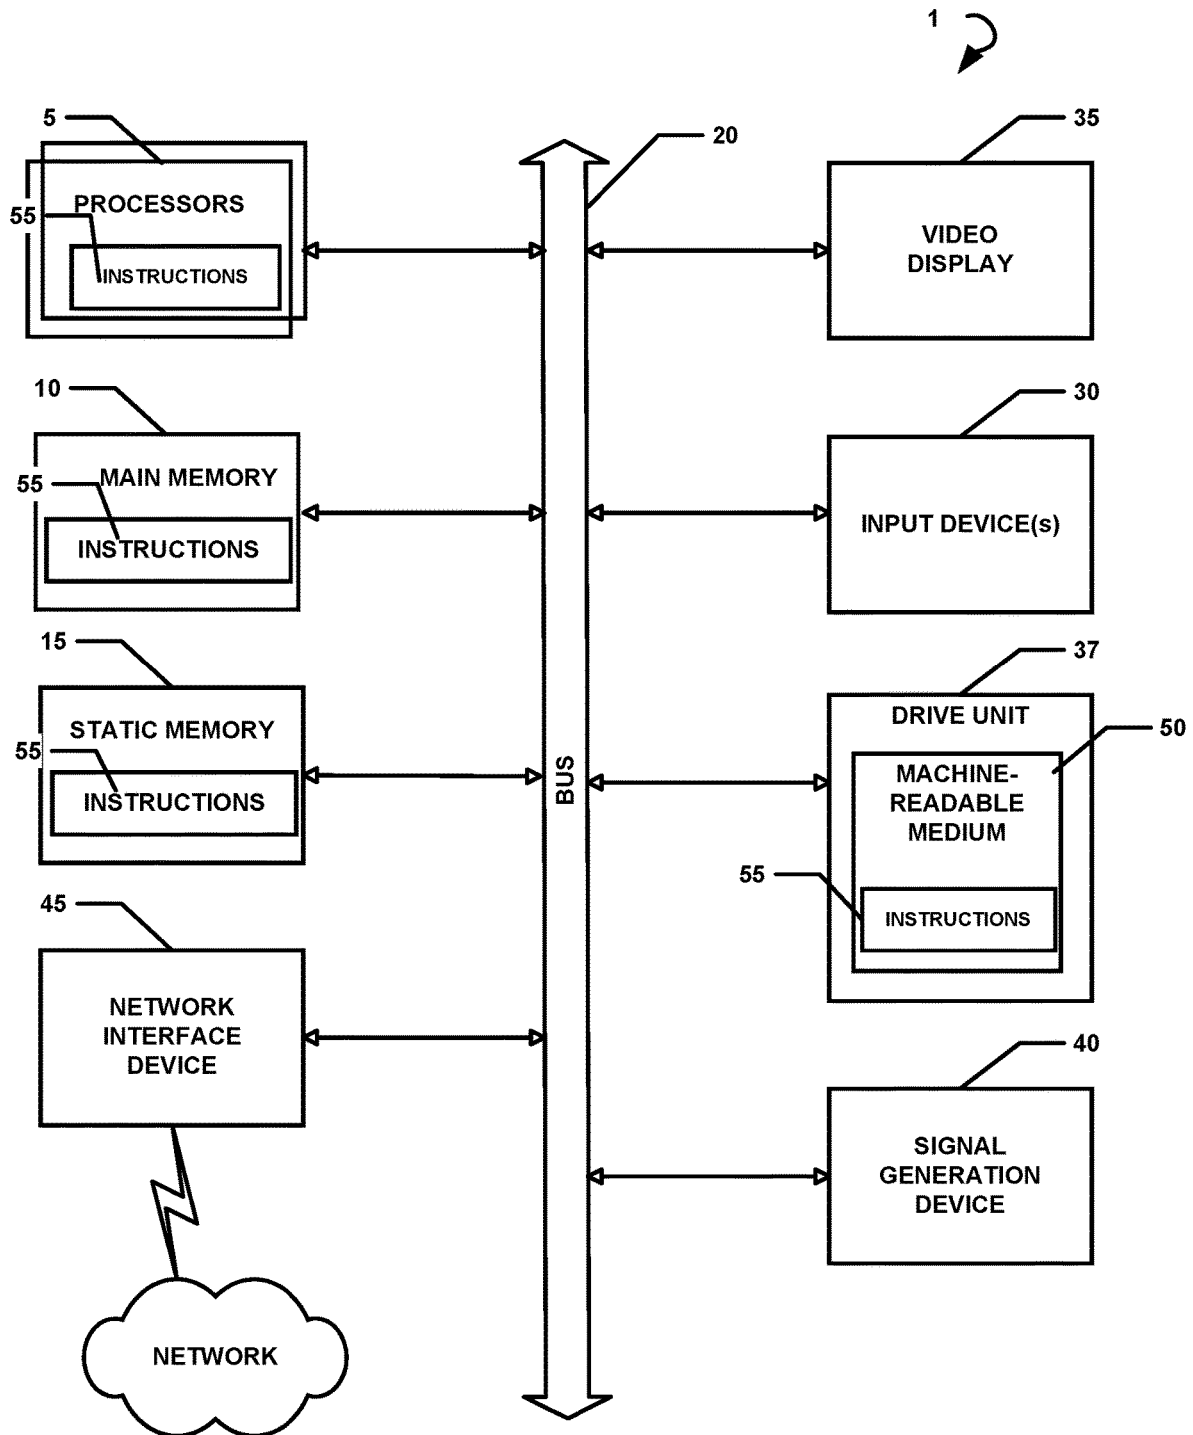 1
5
PROCESSORS
55
INSTRUCTIONS
10
MAIN MEMORY
55
INSTRUCTIONS
15
STATIC MEMORY
55
INSTRUCTIONS
45
NETWORK
INTERFACE
DEVICE
NETWORK
20
BUS
35
VIDEO
DISPLAY
30
INPUT DEVICE(s)
37
DRIVE UNIT
50
MACHINE-
READABLE
MEDIUM
55
INSTRUCTIONS
40
SIGNAL
GENERATION
DEVICE